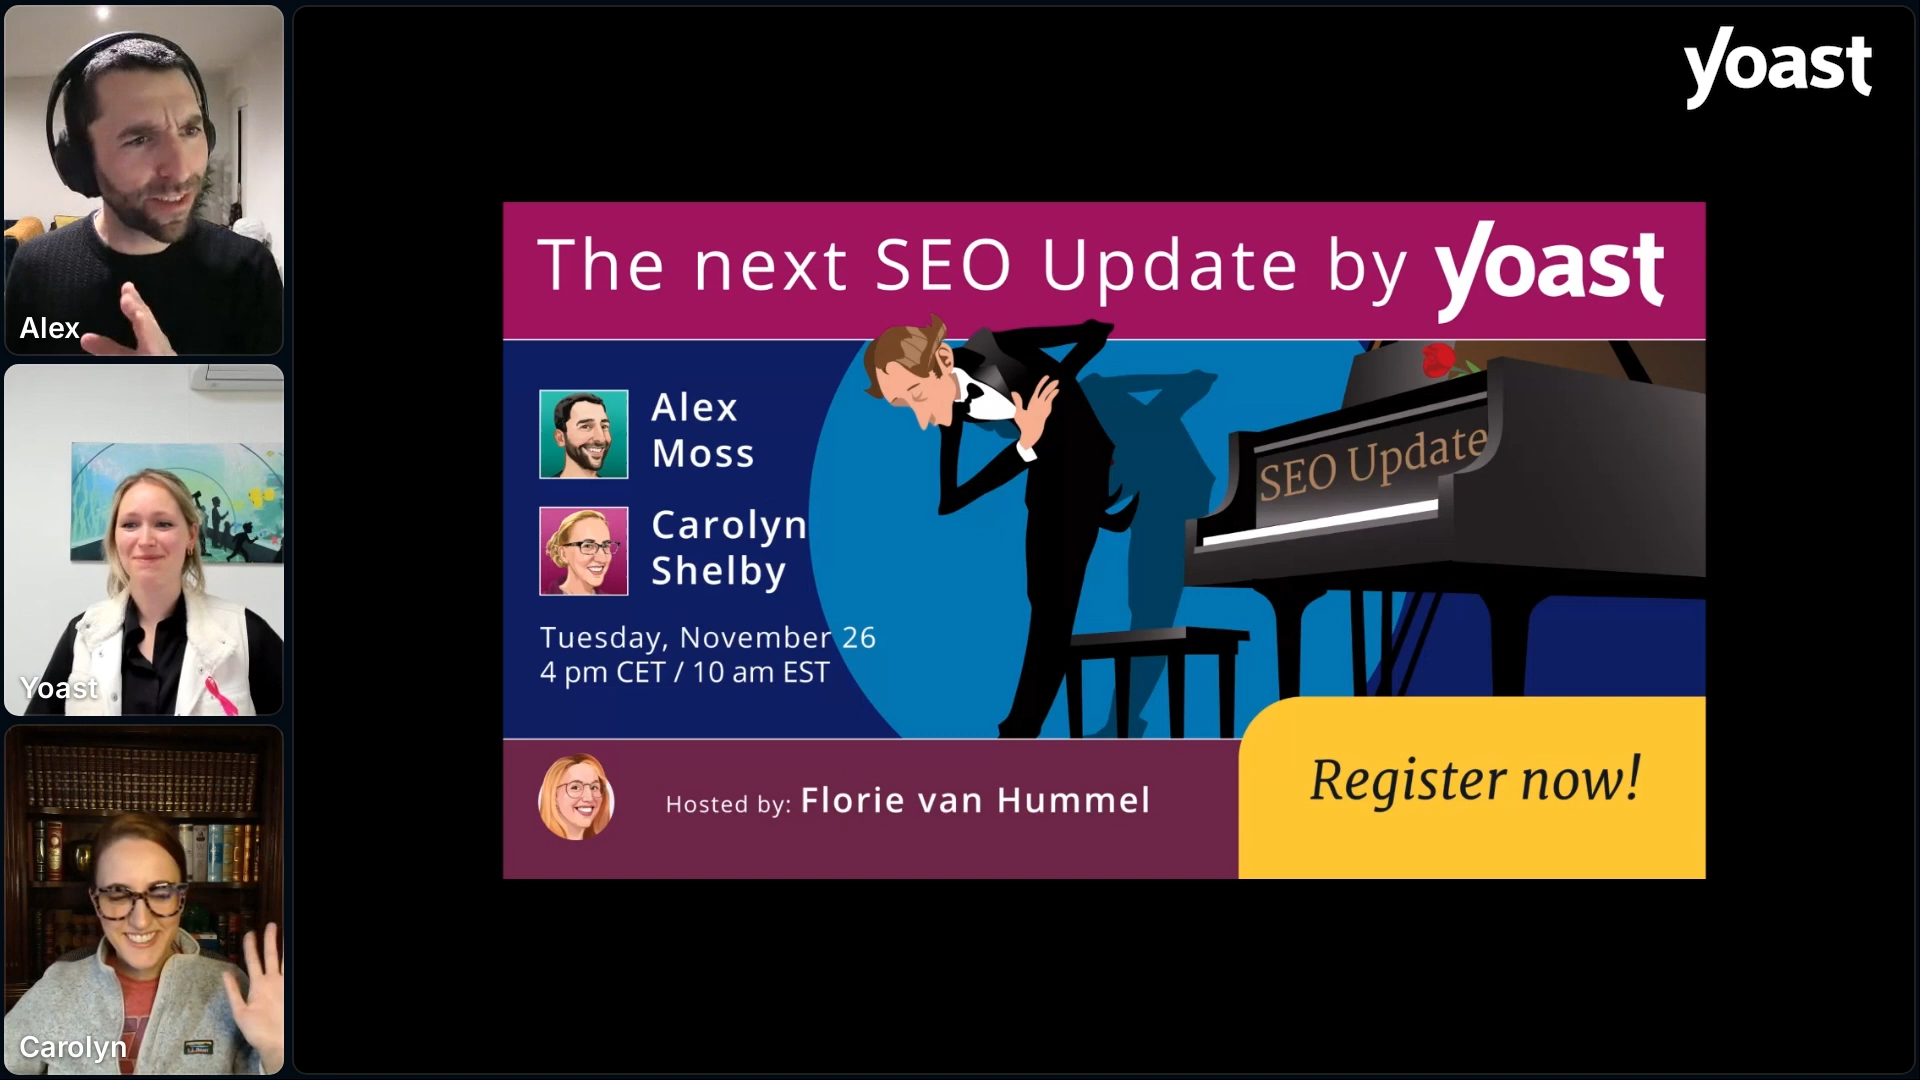 Alex
Yoast
Carolyn
yoast
The next SEO Update by yoast
Alex
Moss
Carolyn
Shelby
Tuesday, November 26
4 pm CET / 10 am EST
SEO Update
Hosted by: Florie van Hummel
Register now!